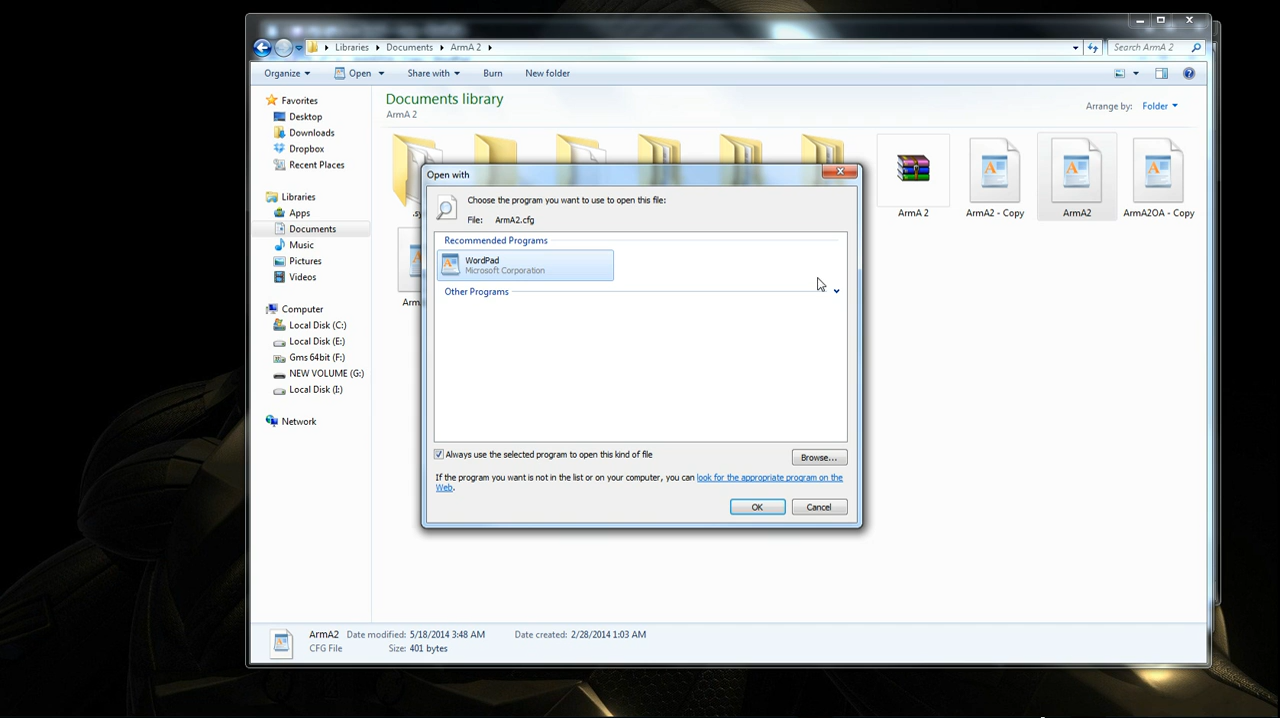 Libraries
Documents
ArmA 2
Search ArmA 2
Organize
Open
Share with
Burn
New folder
Favorites
Desktop
Downloads
Dropbox
Recent Places
Libraries
Apps
Documents
Music
Pictures
Videos
Computer
Local Disk (C:)
Local Disk (E:)
Gms 64bit (F:)
NEW VOLUME (G:)
Local Disk (I:)
Network
Documents library
ArmA 2
Arrange by: Folder
ArmA 2
ArmA2 - Copy
ArmA2
ArmA2OA - Copy
Open with
Choose the program you want to use to open this file:
File: ArmA2.cfg
Recommended Programs
WordPad
Microsoft Corporation
Other Programs
Always use the selected program to open this kind of file
Browse...
If the program you want is not in the list or on your computer, you can look for the appropriate program on the
Web.
OK
Cancel
ArmA2 Date modified: 5/18/2014 3:48 AM Date created: 2/28/2014 1:03 AM
CFG File Size: 401 bytes